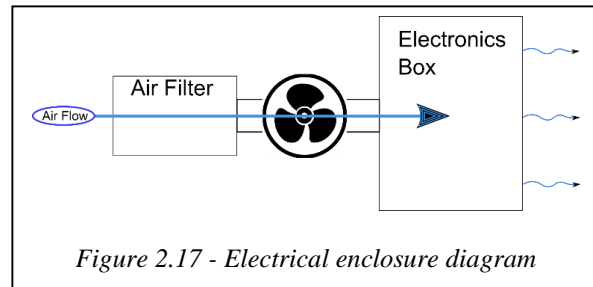 Electronics
Box
Air Filter
Air Flow
Figure 2.17 - Electrical enclosure diagram